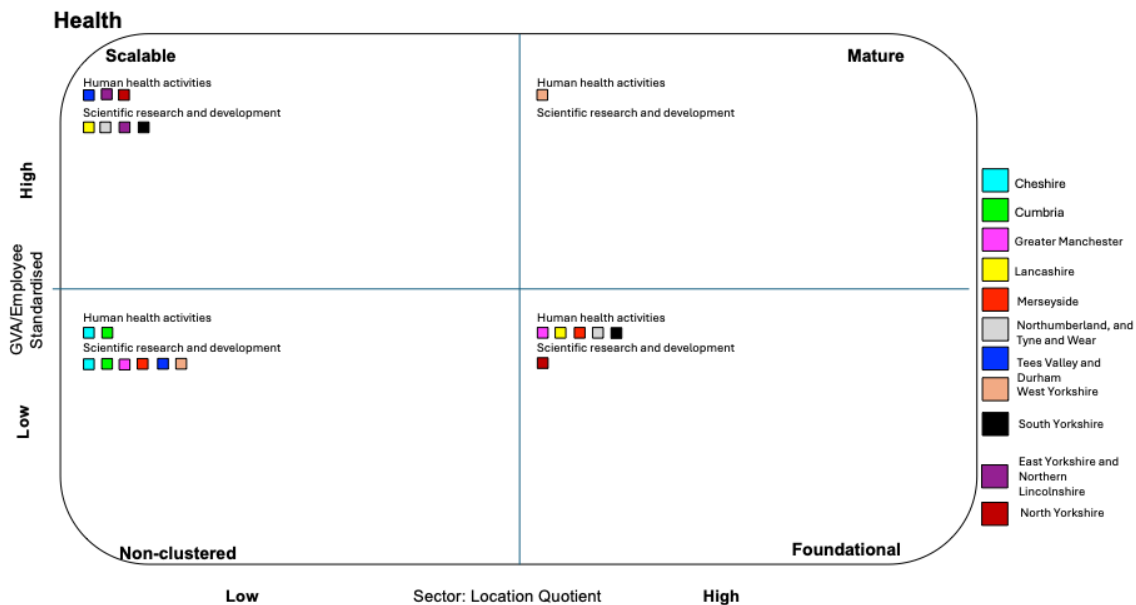 Health
Scalable
Mature
Human health activities
Scientific research and development
Human health activities
Scientific research and development
High
GVA/Employee
Standardised
Low
Human health activities
Scientific research and development
Human health activities
Scientific research and development
Non-clustered
Foundational
Low
Sector: Location Quotient
High
Cheshire
Cumbria
Greater Manchester
Lancashire
Merseyside
Northumberland, and
Tyne and Wear
Tees Valley and
Durham
West Yorkshire
South Yorkshire
East Yorkshire and
Northern
Lincolnshire
North Yorkshire